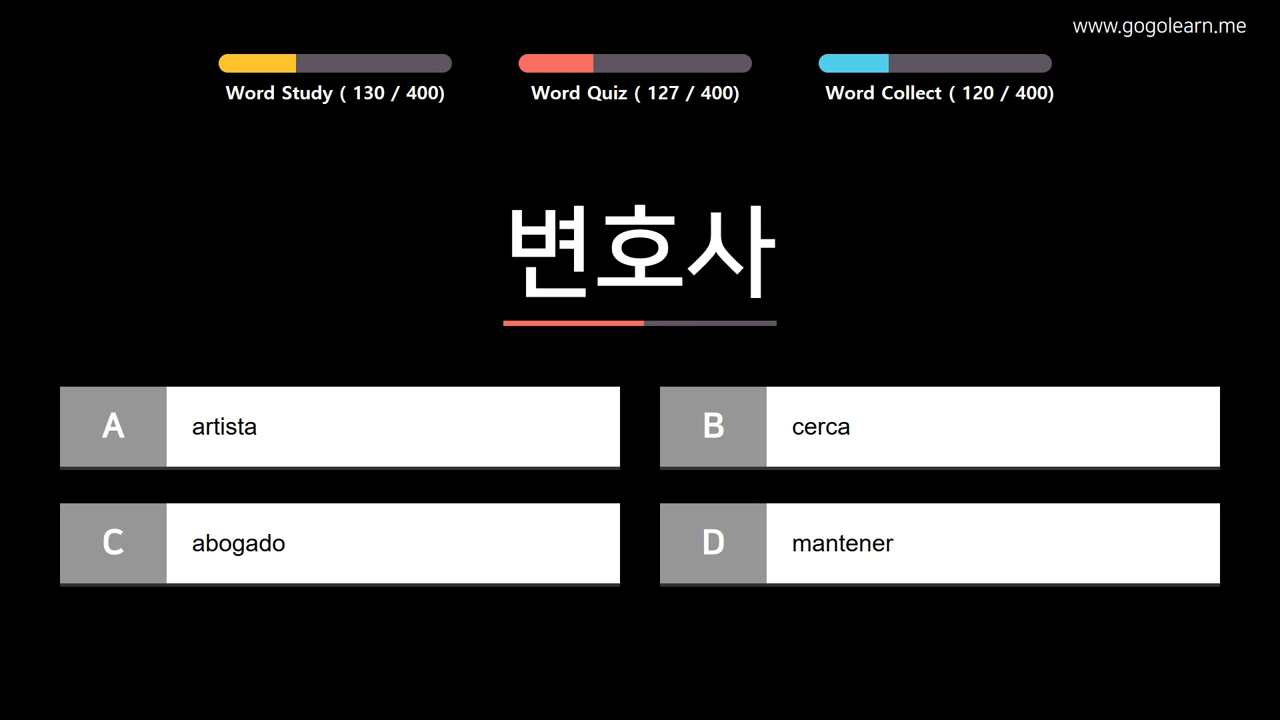 www.gogolearn.me
Word Study ( 130 / 400)
Word Quiz ( 127 / 400)
Word Collect ( 120 / 400)
변호사
A artista
B cerca
C abogado
D mantener